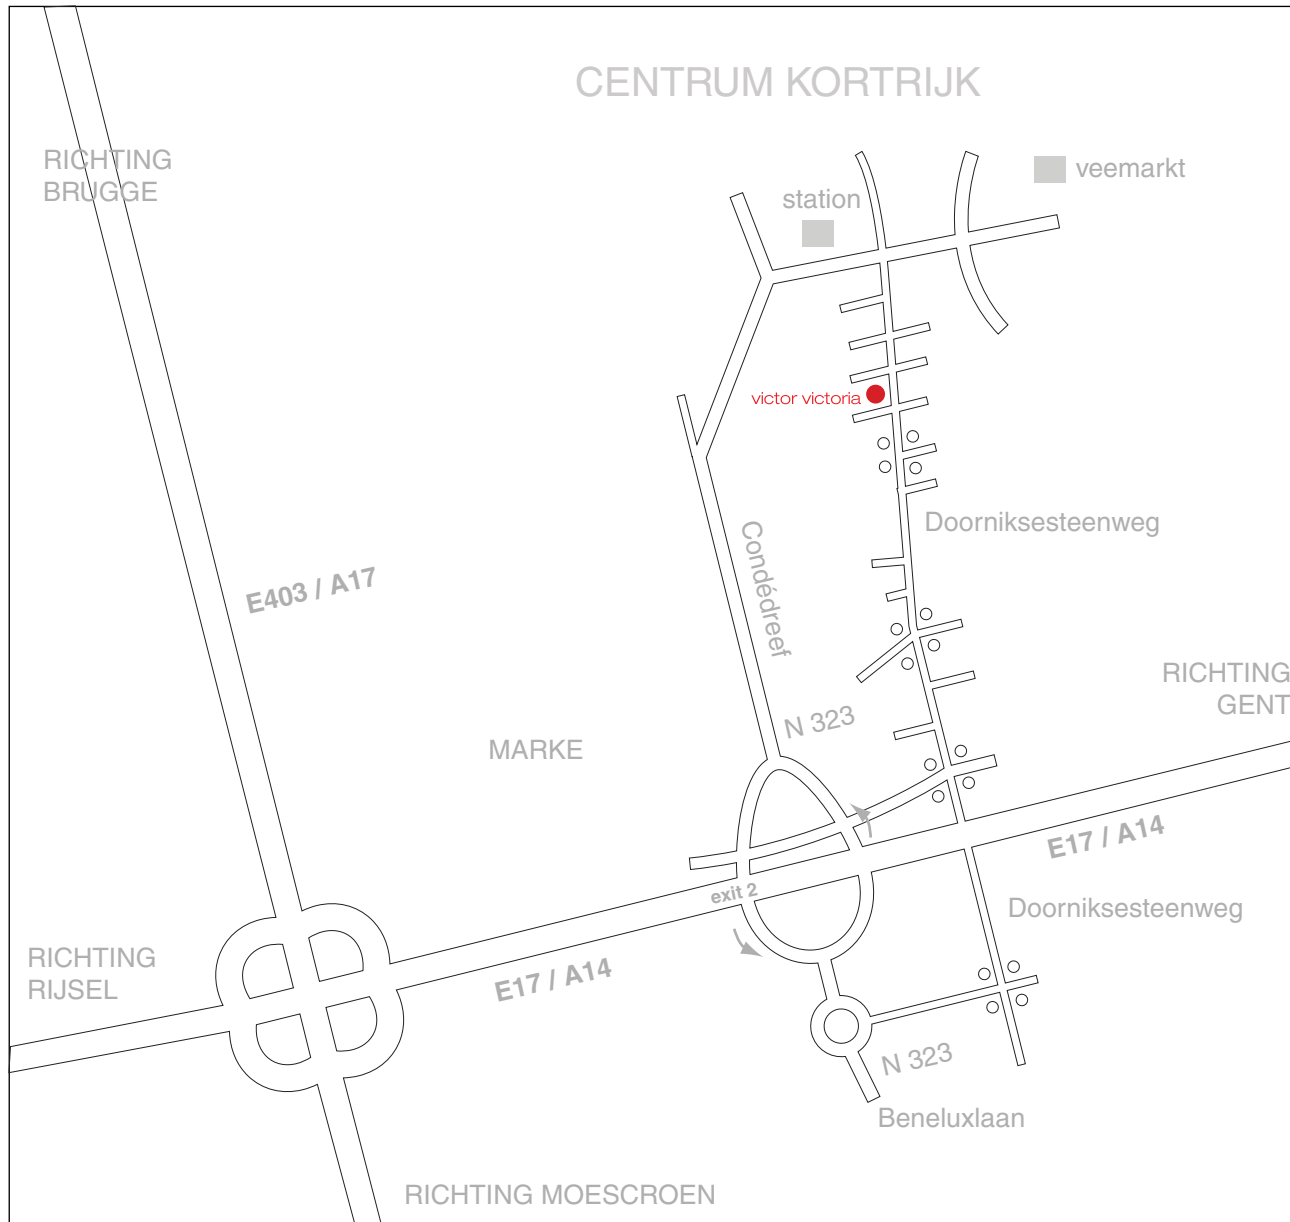 CENTRUM KORTRIJK
RICHTING
BRUGGE
veemarkt
station
victor victoria
Doorniksesteenweg
Condédreef
E403 / A17
RICHTING
GENT
N 323
MARKE
E17 / A14
exit 2
Doorniksesteenweg
RICHTING
RIJSEL
E17 / A14
N 323
Beneluxlaan
RICHTING MOESCROEN